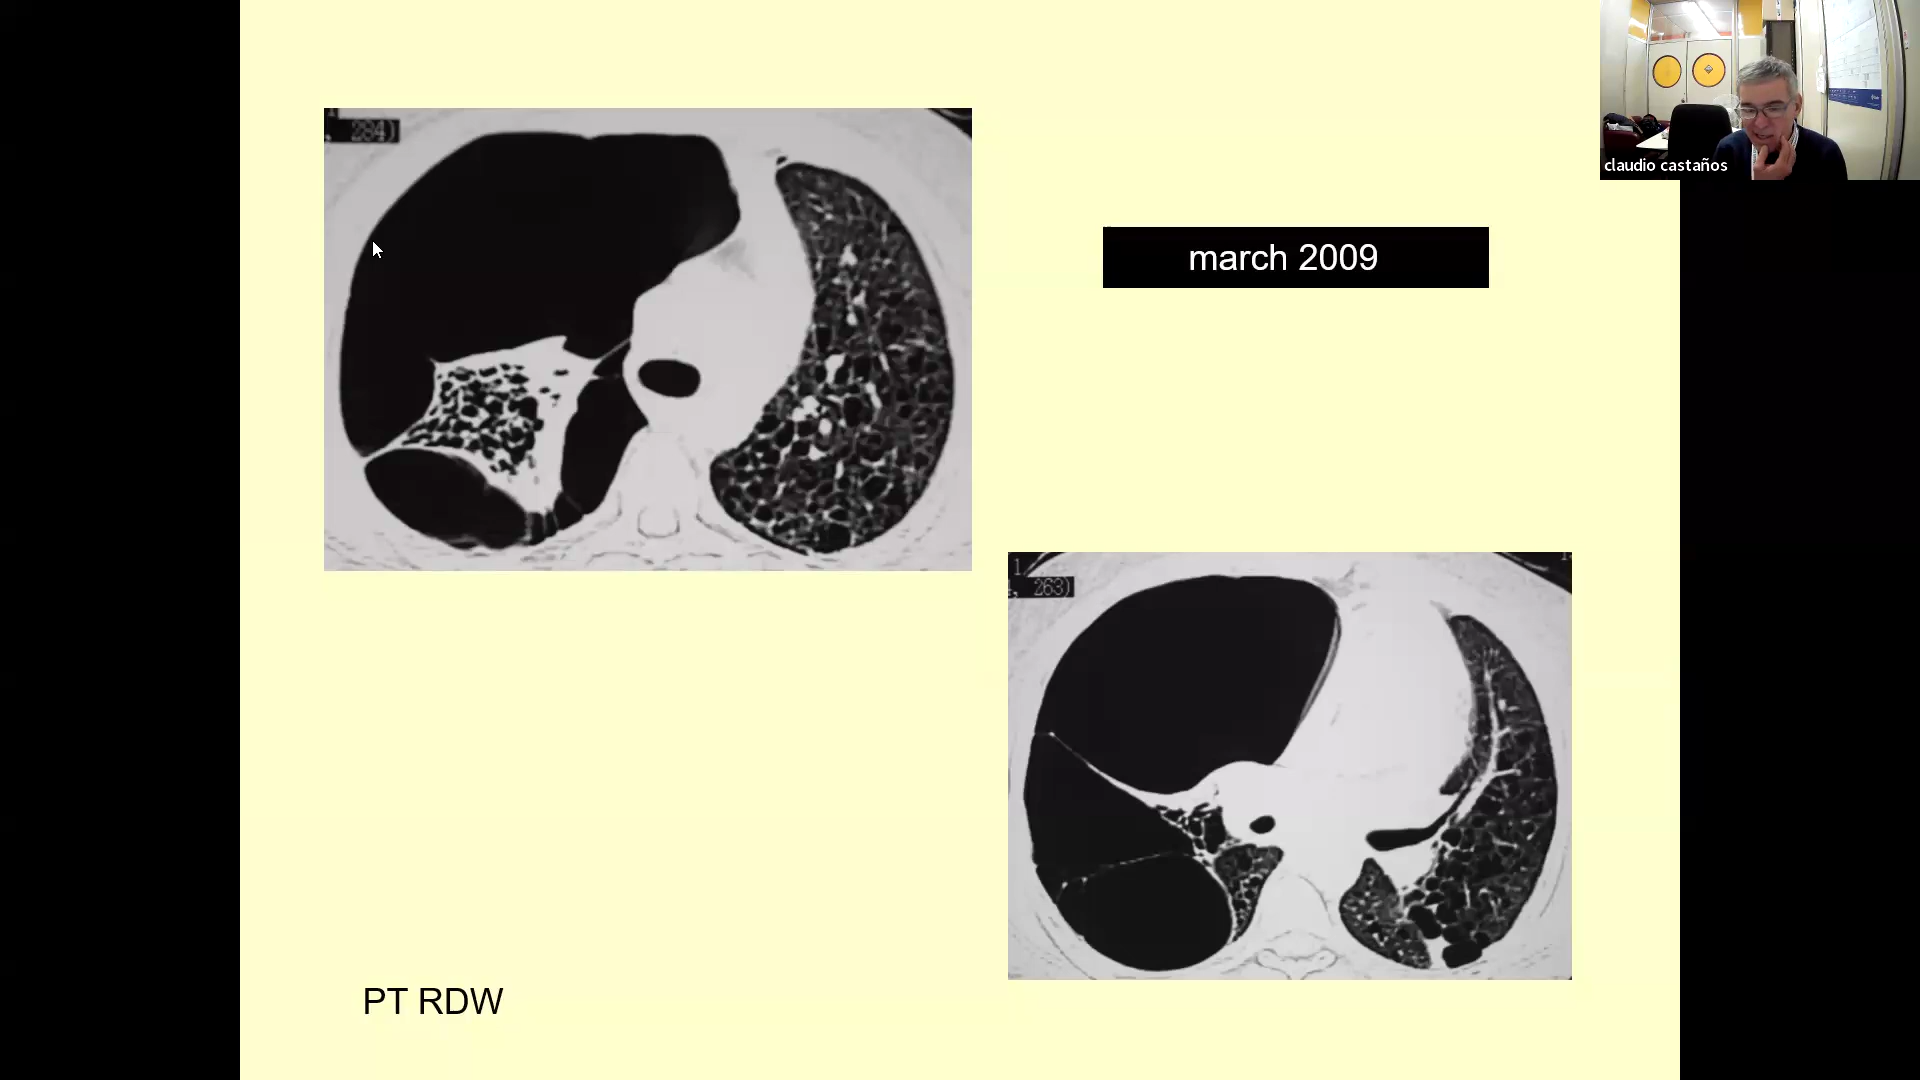 284)
claudio castaños
march 2009
1
, 263)
PT RDW